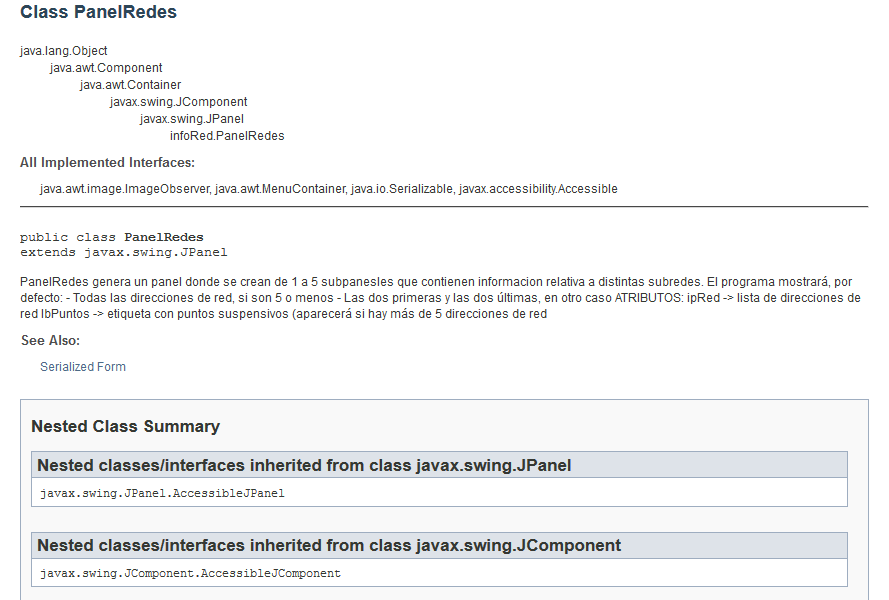 Class PanelRedes
java.lang.Object
java.awt.Component
java.awt.Container
javax.swing.JComponent
javax.swing.JPanel
infoRed.PanelRedes
All Implemented Interfaces:
java.awt.image.ImageObserver, java.awt.MenuContainer, java.io.Serializable, javax.accessibility.Accessible
public class PanelRedes
extends javax.swing.JPanel
PanelRedes genera un panel donde se crean de 1 a 5 subpanesles que contienen informacion relativa a distintas subredes. El programa mostrará, por
defecto: - Todas las direcciones de red, si son 5 o menos - Las dos primeras y las dos últimas, en otro caso ATRIBUTOS: ipRed -> lista de direcciones de
red lbPuntos -> etiqueta con puntos suspensivos (aparecerá si hay más de 5 direcciones de red
See Also:
Serialized Form
Nested Class Summary
Nested classes/interfaces inherited from class javax.swing.JPanel
javax.swing.JPanel.AccessibleJPanel
Nested classes/interfaces inherited from class javax.swing.JComponent
javax.swing.JComponent.AccessibleJComponent